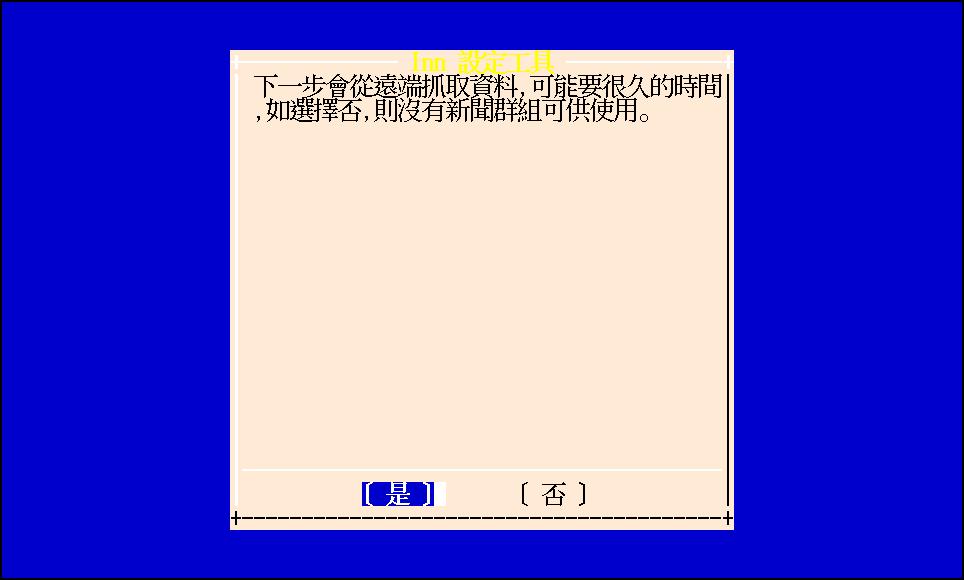 Inn 設定工具
下一步會從遠端抓取資料,可能要很久的時間
,如選擇否,則沒有新聞群組可供使用。
〔 是 〕 〔 否 〕